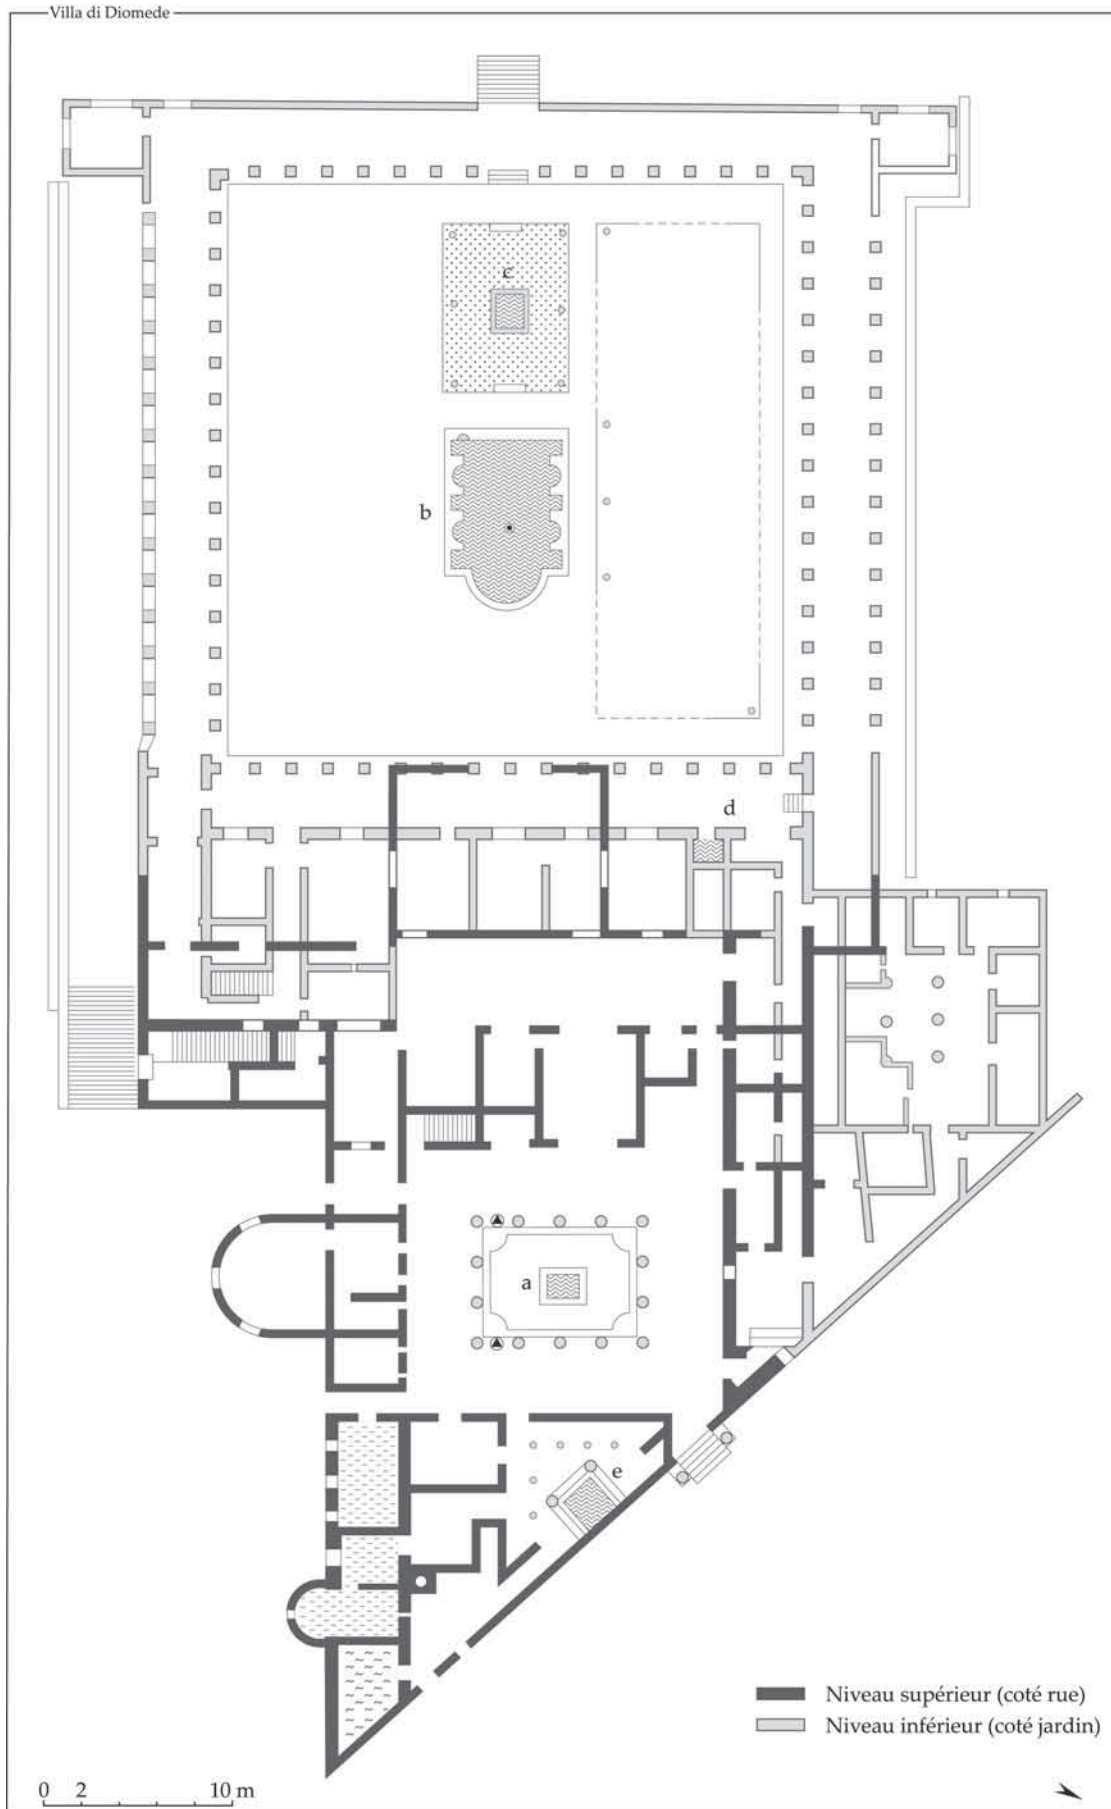 Villa di Diomede
c
b
d
a
e
Niveau supérieur (coté rue)
Niveau inférieur (coté jardin)
0 2 10 m